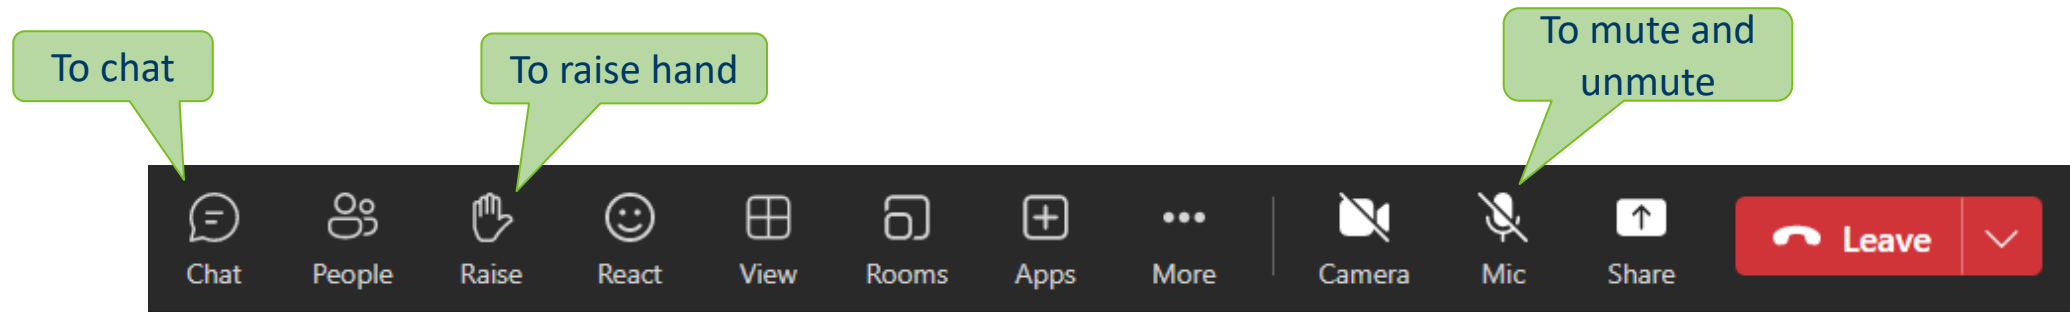 To chat
To raise hand
To mute and
unmute
Chat
People
Raise
React
View
Rooms
Apps
More
Camera
Mic
Share
Leave